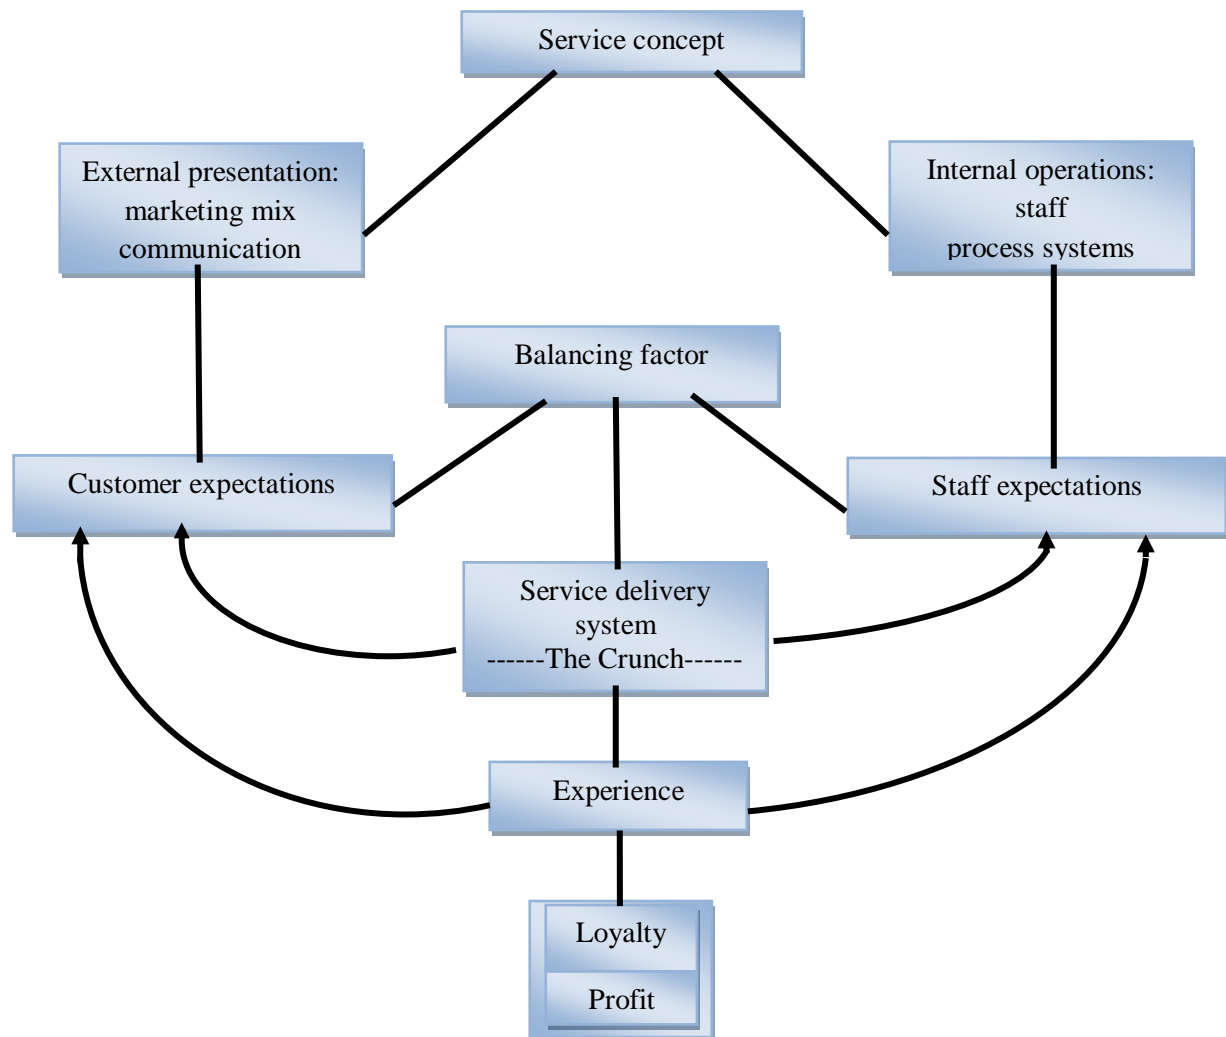 Service concept
External presentation:
marketing mix
communication
Internal operations:
staff
process systems
Balancing factor
Customer expectations
Staff expectations
Service delivery
system
------The Crunch------
Experience
Loyalty
Profit